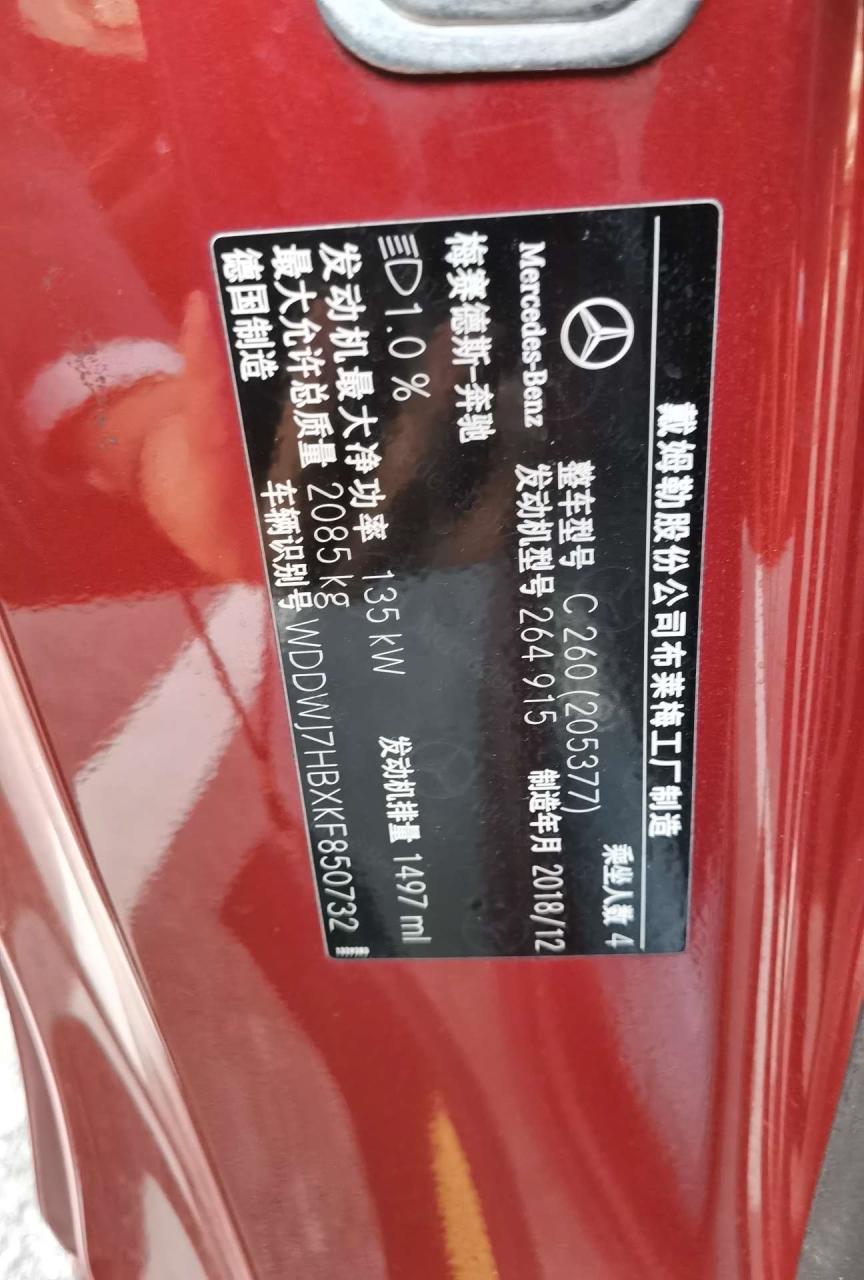 戴姆勒股份公司布莱梅工厂制造
乘坐人数 4
整车型号 C 260 (205377)
Mercedes-Benz 发动机型号 264 915 制造年月 2018/12
梅赛德斯-奔驰
1.0 % 发动机排量 1497 ml
发动机最大净功率 135 kW
最大允许总质量 2085 kg
德国制造 车辆识别号 WDDWJ7HBXKF850732